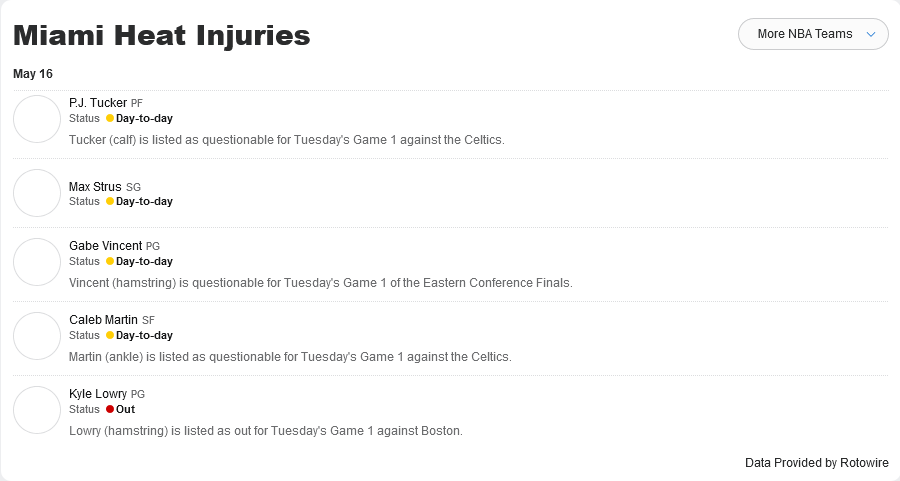 Miami Heat Injuries
More NBA Teams
May 16
P.J. Tucker PF
Status Day-to-day
Tucker (calf) is listed as questionable for Tuesday's Game 1 against the Celtics.
Max Strus SG
Status Day-to-day
Gabe Vincent PG
Status Day-to-day
Vincent (hamstring) is questionable for Tuesday's Game 1 of the Eastern Conference Finals.
Caleb Martin SF
Status Day-to-day
Martin (ankle) is listed as questionable for Tuesday's Game 1 against the Celtics.
Kyle Lowry PG
Status Out
Lowry (hamstring) is listed as out for Tuesday's Game 1 against Boston.
Data Provided by Rotowire